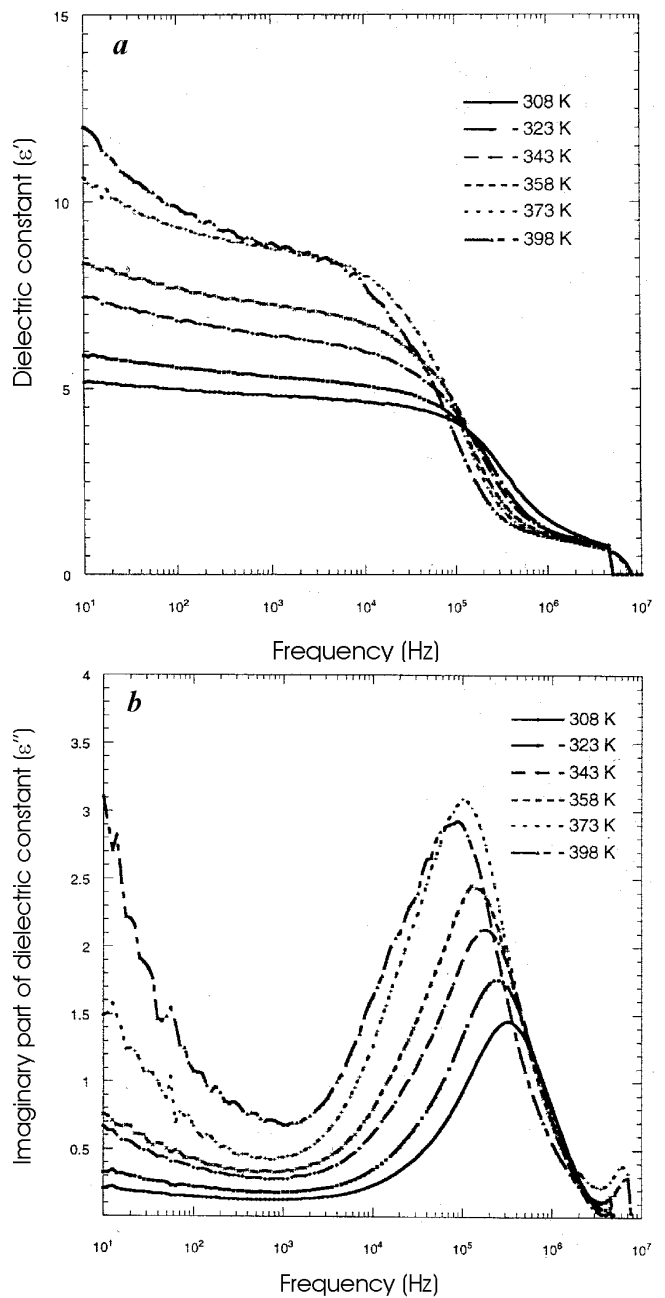 a
15
10
5
0
Dielectric constant (ε′)
308 K
323 K
343 K
358 K
373 K
398 K
10¹ 10² 10³ 10⁴ 10⁵ 10⁶ 10⁷
Frequency (Hz)
b
4
3.5
3
2.5
2
1.5
1
0.5
Imaginary part of dielectric constant (ε″)
308 K
323 K
343 K
358 K
373 K
398 K
10¹ 10² 10³ 10⁴ 10⁵ 10⁶ 10⁷
Frequency (Hz)